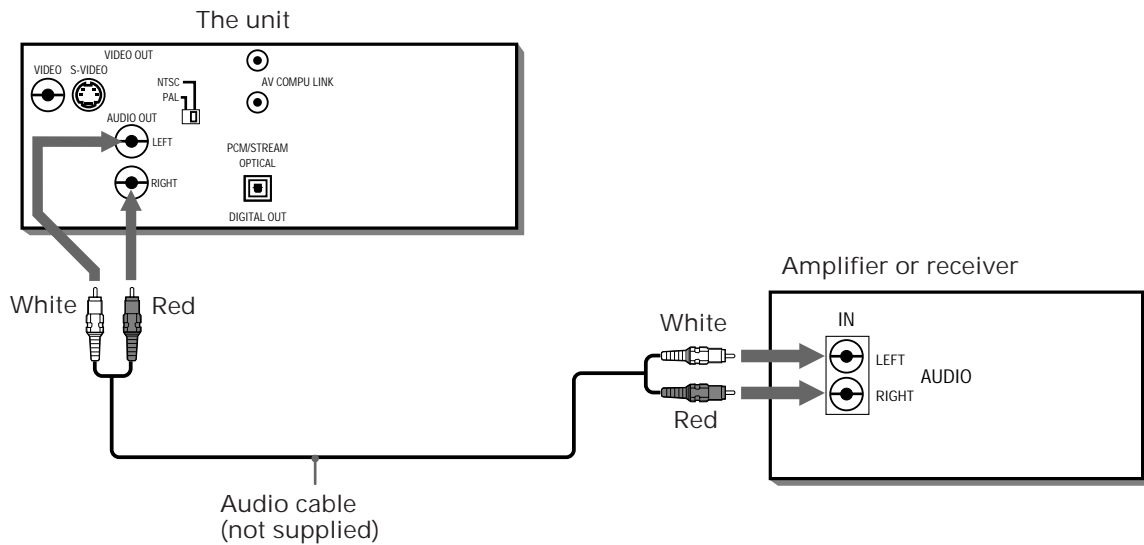 The unit
VIDEO OUT
VIDEO S-VIDEO
NTSC
PAL
AV COMPU LINK
AUDIO OUT
LEFT
RIGHT
PCM/STREAM
OPTICAL
DIGITAL OUT
White
Red
Amplifier or receiver
IN
LEFT
RIGHT
AUDIO
White
Red
Audio cable
(not supplied)